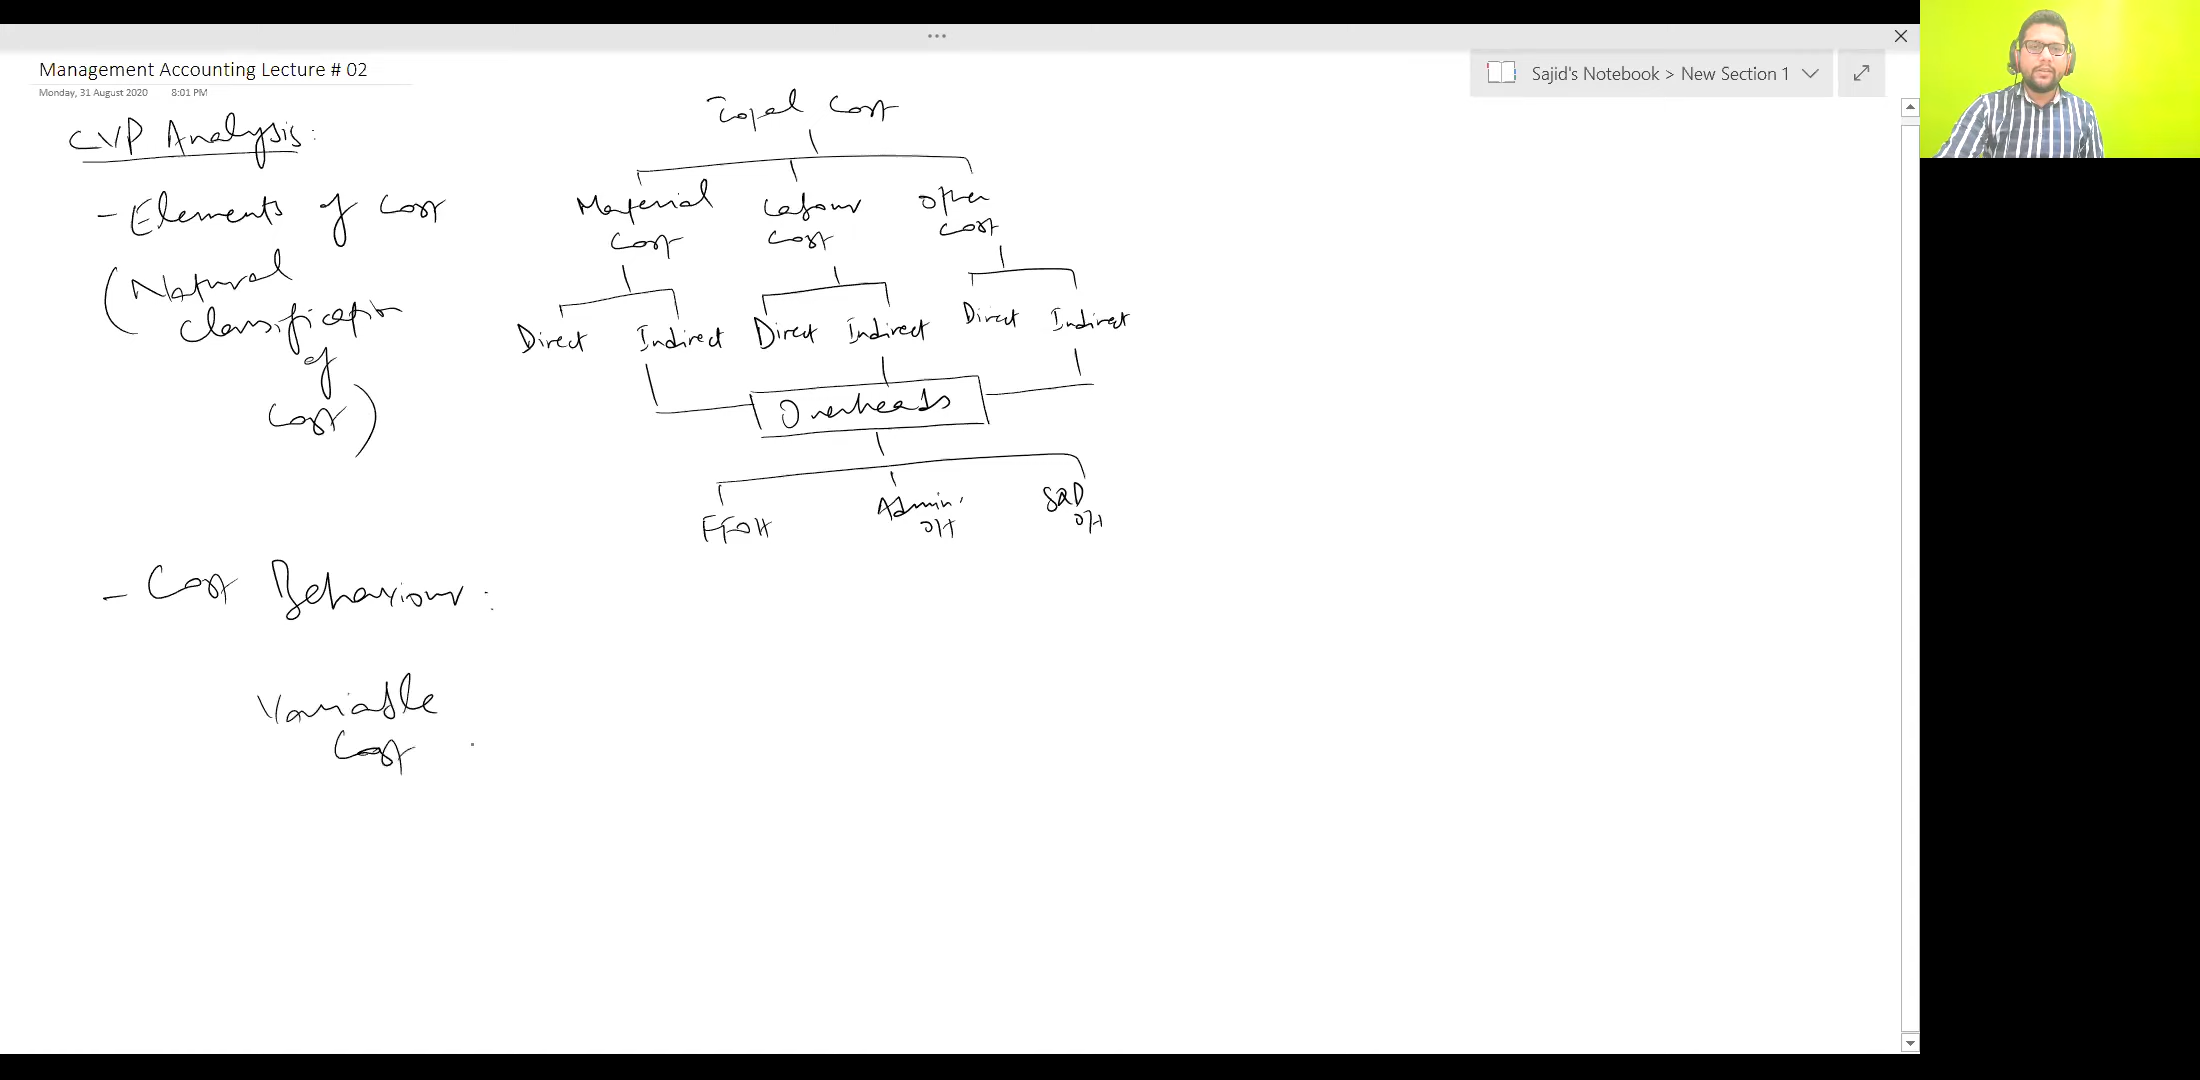 Management Accounting Lecture # 02
Monday, 31 August 2020 8:01 PM
Sajid's Notebook > New Section 1
CVP Analysis:
- Elements of Cost
(Natural
classification
of
Cost)
Total Cost
Material Labour Other
Cost Cost Cost
Direct Indirect Direct Indirect Direct Indirect
Overheads
FFOH Admin. S&D
O/H O/H
- Cost Behaviour:
Variable
Cost